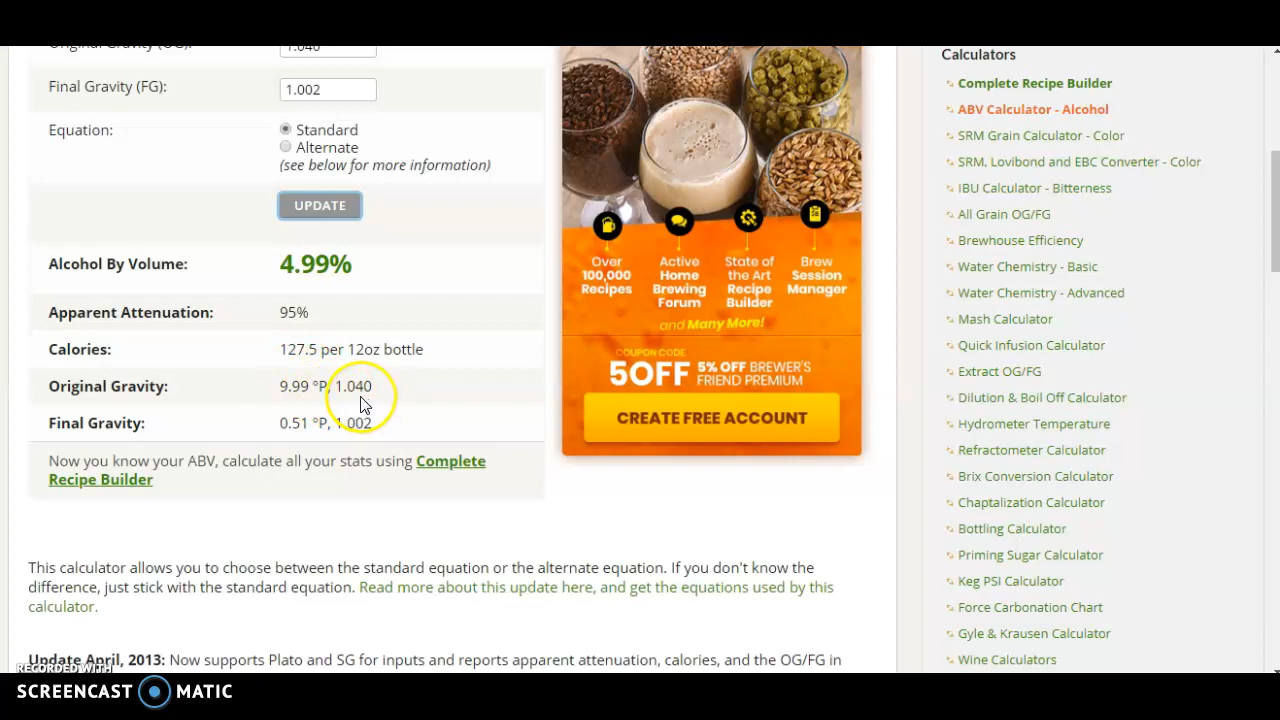 Original Gravity (OG):
1.040
Final Gravity (FG):
1.002
Equation:
Standard
Alternate
(see below for more information)
UPDATE
Alcohol By Volume:
4.99%
Apparent Attenuation:
95%
Calories:
127.5 per 12oz bottle
Original Gravity:
9.99 °P, 1.040
Final Gravity:
0.51 °P, 1.002
Now you know your ABV, calculate all your stats using Complete
Recipe Builder
Over
100,000
Recipes
Active
Home
Brewing
Forum
State of
the Art
Recipe
Builder
Brew
Session
Manager
and Many More!
COUPON CODE
5OFF
5% OFF BREWER'S
FRIEND PREMIUM
CREATE FREE ACCOUNT
This calculator allows you to choose between the standard equation or the alternate equation. If you don't know the
difference, just stick with the standard equation. Read more about this update here, and get the equations used by this
calculator.
Update April, 2013: Now supports Plato and SG for inputs and reports apparent attenuation, calories, and the OG/FG in
Calculators
Complete Recipe Builder
ABV Calculator - Alcohol
SRM Grain Calculator - Color
SRM, Lovibond and EBC Converter - Color
IBU Calculator - Bitterness
All Grain OG/FG
Brewhouse Efficiency
Water Chemistry - Basic
Water Chemistry - Advanced
Mash Calculator
Quick Infusion Calculator
Extract OG/FG
Dilution & Boil Off Calculator
Hydrometer Temperature
Refractometer Calculator
Brix Conversion Calculator
Chaptalization Calculator
Bottling Calculator
Priming Sugar Calculator
Keg PSI Calculator
Force Carbonation Chart
Gyle & Krausen Calculator
Wine Calculators
RECORDED WITH
SCREENCAST MATIC